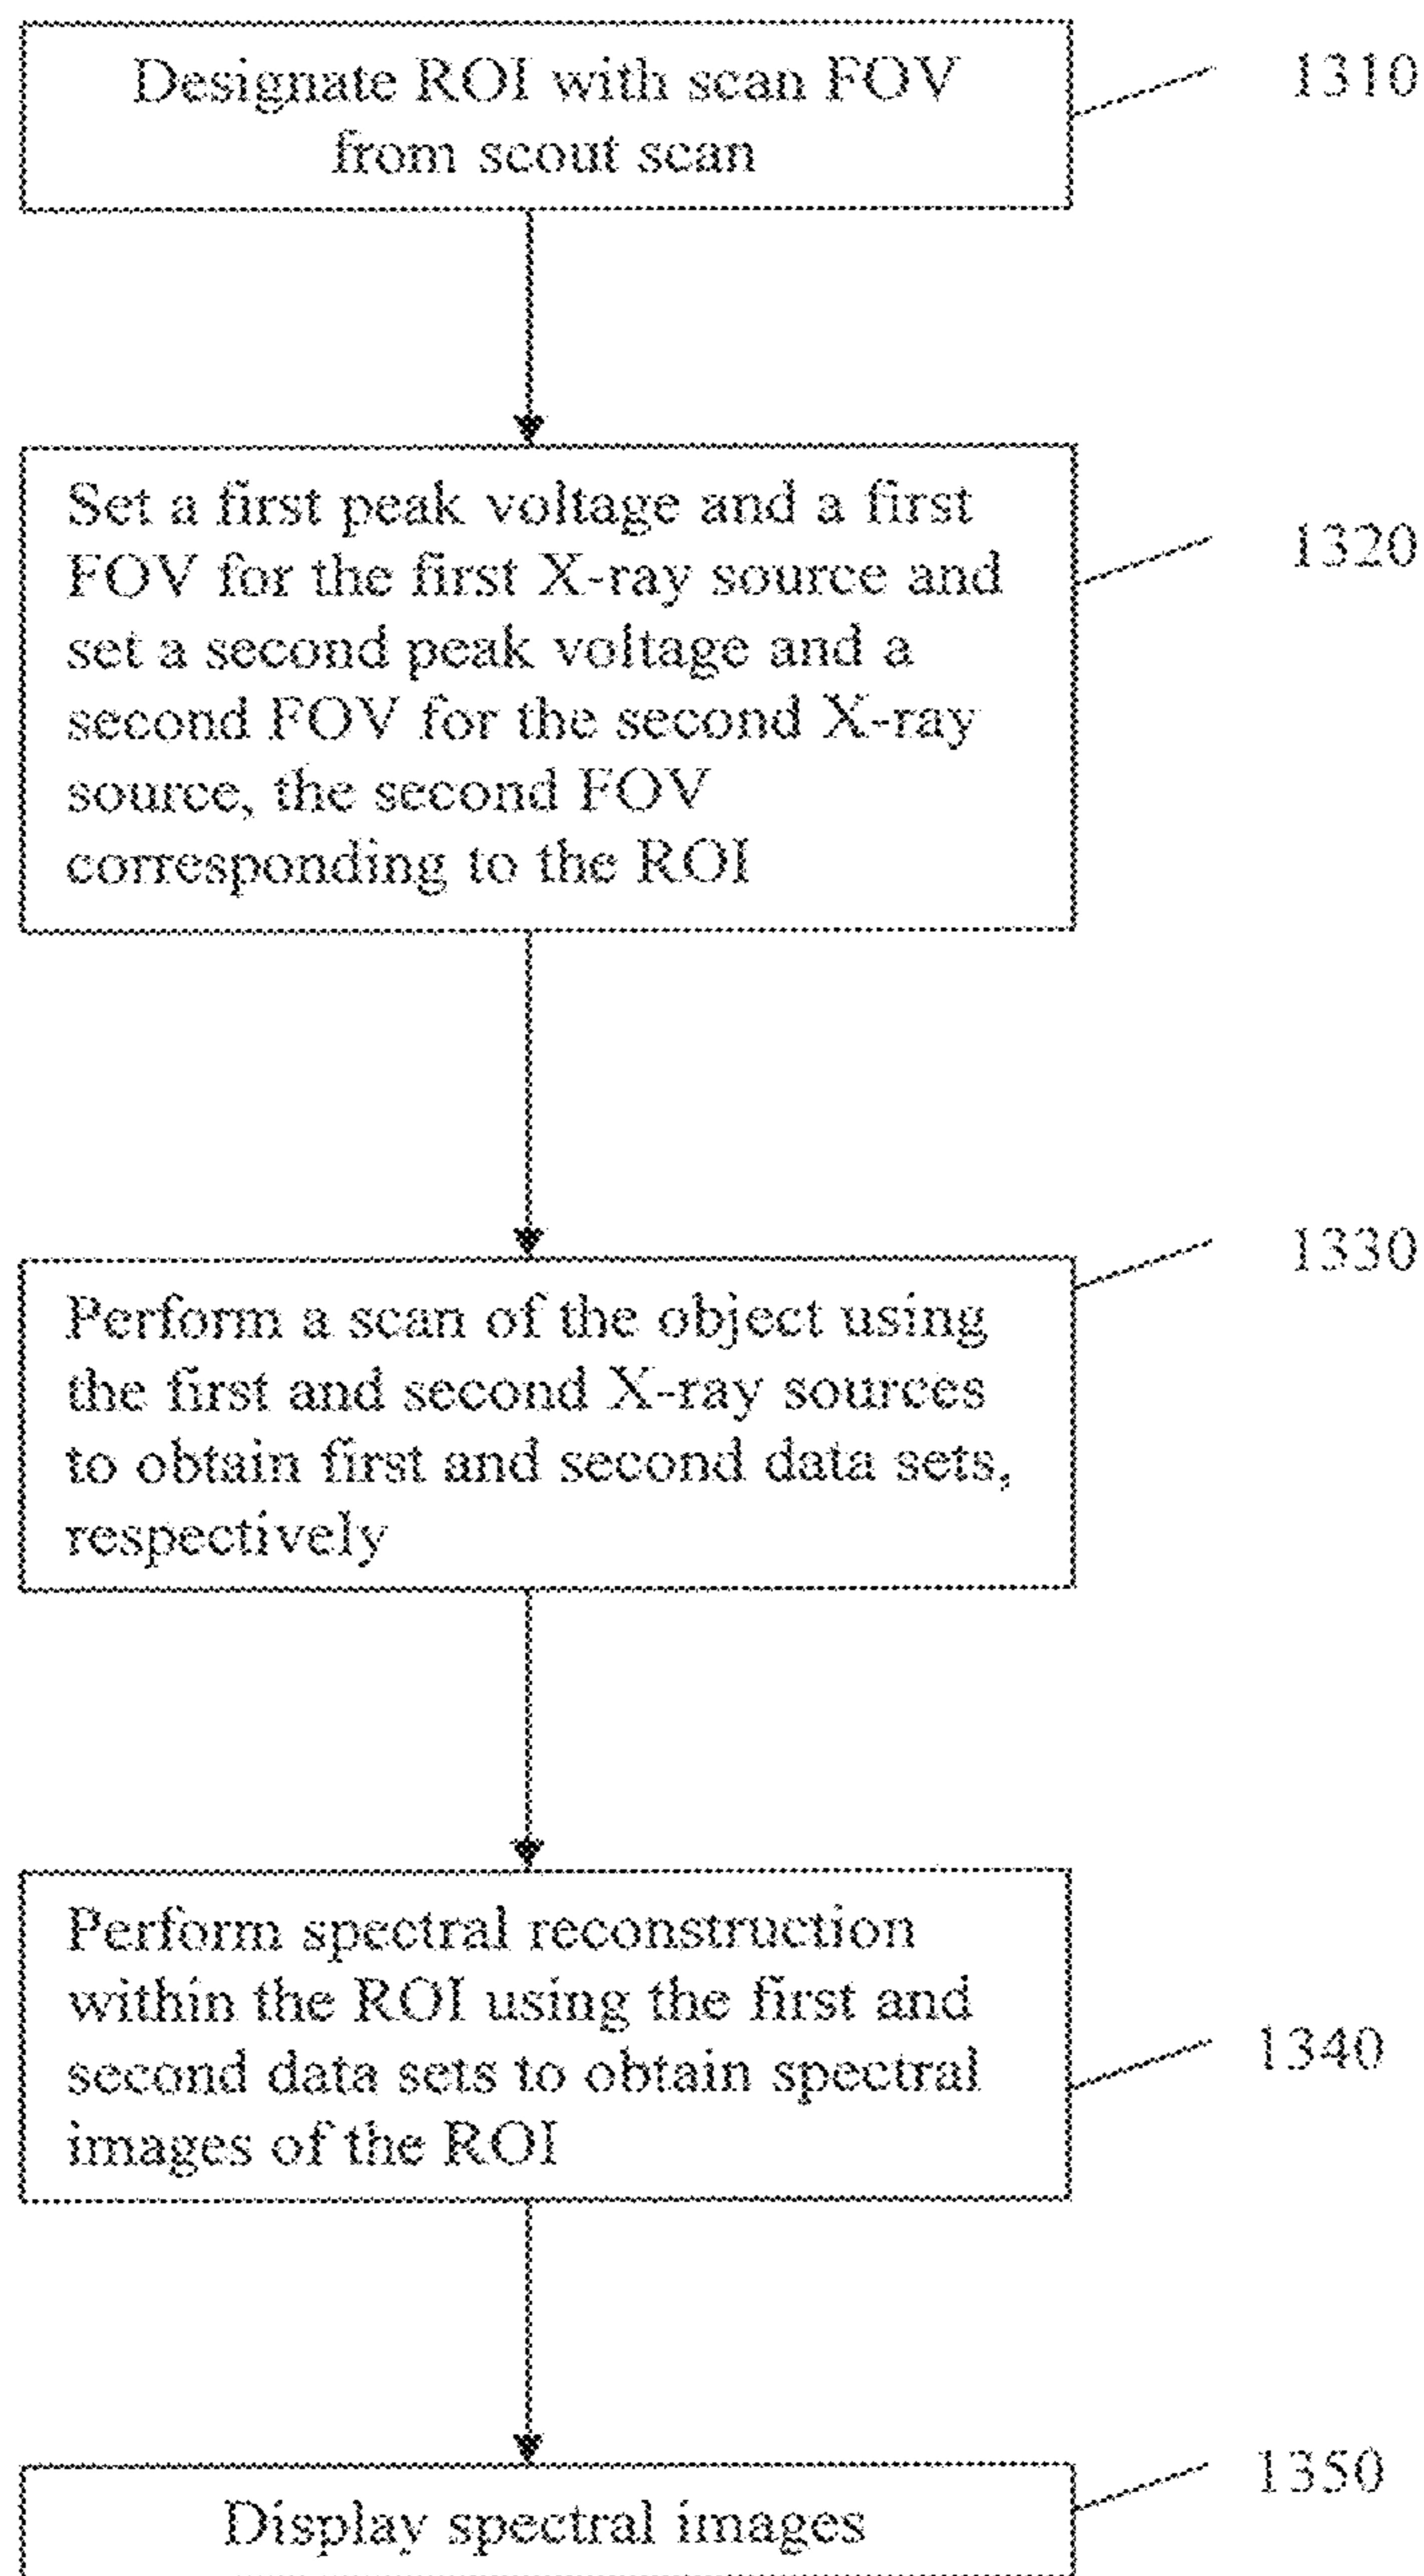 Designate ROI with scan FOV
from scout scan
1310
Set a first peak voltage and a first
FOV for the first X-ray source and
set a second peak voltage and a
second FOV for the second X-ray
source, the second FOV
corresponding to the ROI
1320
Perform a scan of the object using
the first and second X-ray sources
to obtain first and second data sets,
respectively
1330
Perform spectral reconstruction
within the ROI using the first and
second data sets to obtain spectral
images of the ROI
1340
Display spectral images
1350